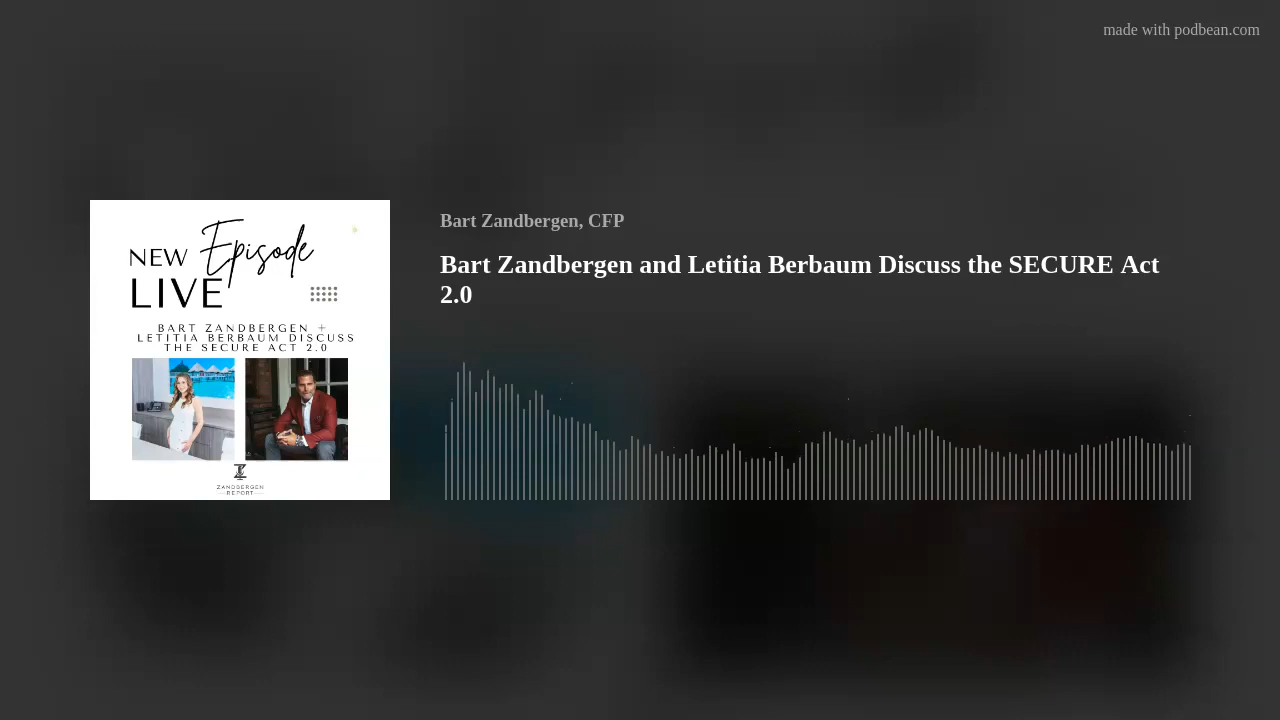 made with podbean.com
NEW Episode
LIVE
BART ZANDBERGEN +
LETITIA BERBAUM DISCUSS
THE SECURE ACT 2.0
ZANDBERGEN
REPORT
Bart Zandbergen, CFP
Bart Zandbergen and Letitia Berbaum Discuss the SECURE Act
2.0